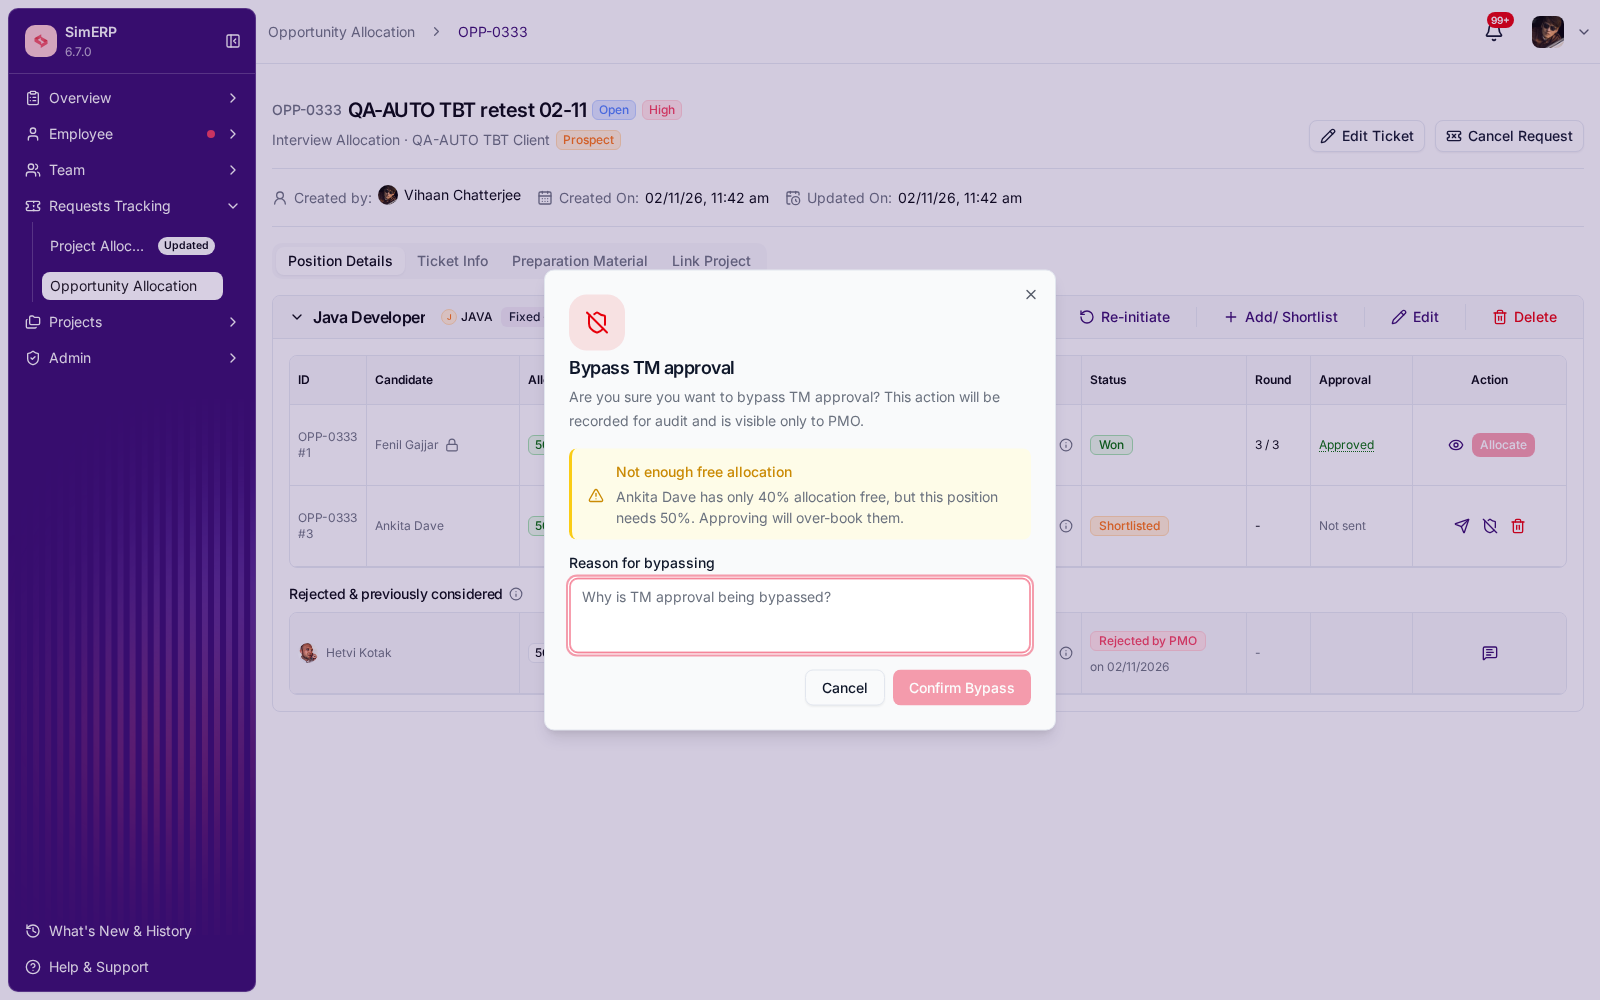 SimERP
6.7.0
Overview
Employee
Team
Requests Tracking
Project Alloc... Updated
Opportunity Allocation
Projects
Admin
What's New & History
Help & Support
Opportunity Allocation > OPP-0333
99+
OPP-0333 QA-AUTO TBT retest 02-11 Open High
Interview Allocation · QA-AUTO TBT Client Prospect
Edit Ticket Cancel Request
Created by: Vihaan Chatterjee Created On: 02/11/26, 11:42 am Updated On: 02/11/26, 11:42 am
Position Details Ticket Info Preparation Material Link Project
Java Developer J JAVA Fixed Re-initiate Add/ Shortlist Edit Delete
ID Candidate Status Round Approval Action
OPP-0333 #1 Fenil Gajjar Won 3 / 3 Approved Allocate
OPP-0333 #3 Ankita Dave Shortlisted - Not sent
Rejected & previously considered
Hetvi Kotak Rejected by PMO -
on 02/11/2026
Bypass TM approval
Are you sure you want to bypass TM approval? This action will be
recorded for audit and is visible only to PMO.
Not enough free allocation
Ankita Dave has only 40% allocation free, but this position
needs 50%. Approving will over-book them.
Reason for bypassing
Why is TM approval being bypassed?
Cancel Confirm Bypass